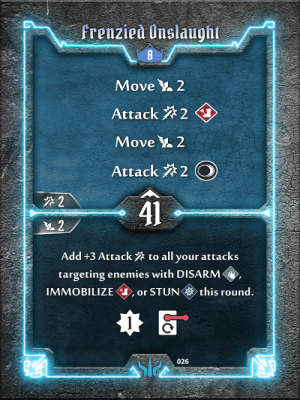 Frenzied Onslaught
8
Move 2
Attack 2
Move 2
Attack 2
2
41
2
Add +3 Attack to all your attacks
targeting enemies with DISARM,
IMMOBILIZE, or STUN this round.
1
026